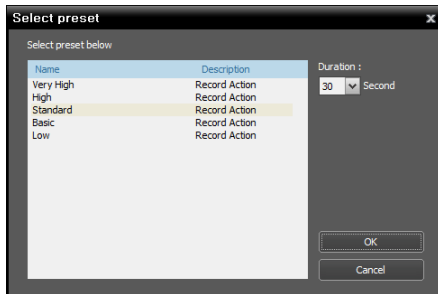 Select preset x
Select preset below
Name Description Duration :
Very High Record Action 30 Second
High Record Action
Standard Record Action
Basic Record Action
Low Record Action
OK
Cancel